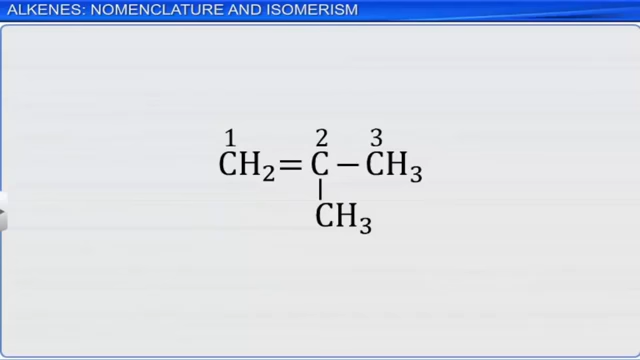 ALKENES: NOMENCLATURE AND ISOMERISM
1 2 3
CH₂=C−CH₃
|
CH₃